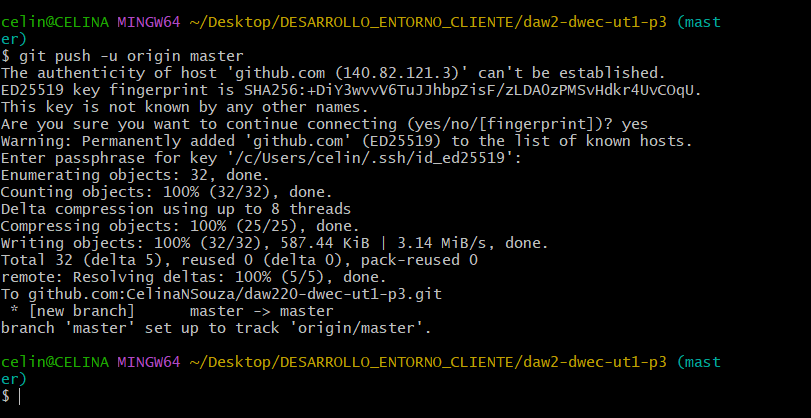 celin@CELINA MINGW64 ~/Desktop/DESARROLLO_ENTORNO_CLIENTE/daw2-dwec-ut1-p3 (mast
er)
$ git push -u origin master
The authenticity of host 'github.com (140.82.121.3)' can't be established.
ED25519 key fingerprint is SHA256:+DiY3wvvV6TuJJhbpZisF/zLDA0zPMSvHdkr4UvCOqU.
This key is not known by any other names.
Are you sure you want to continue connecting (yes/no/[fingerprint])? yes
Warning: Permanently added 'github.com' (ED25519) to the list of known hosts.
Enter passphrase for key '/c/Users/celin/.ssh/id_ed25519':
Enumerating objects: 32, done.
Counting objects: 100% (32/32), done.
Delta compression using up to 8 threads
Compressing objects: 100% (25/25), done.
Writing objects: 100% (32/32), 587.44 KiB | 3.14 MiB/s, done.
Total 32 (delta 5), reused 0 (delta 0), pack-reused 0
remote: Resolving deltas: 100% (5/5), done.
To github.com:CelinaNSouza/daw220-dwec-ut1-p3.git
 * [new branch]      master -> master
branch 'master' set up to track 'origin/master'.
celin@CELINA MINGW64 ~/Desktop/DESARROLLO_ENTORNO_CLIENTE/daw2-dwec-ut1-p3 (mast
er)
$